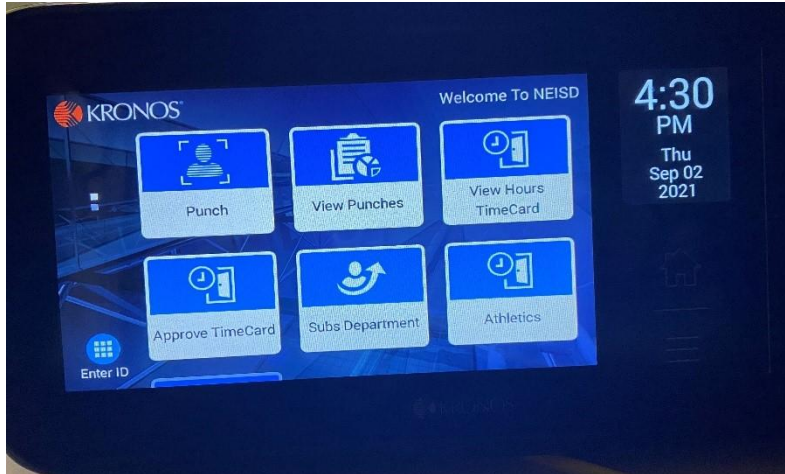 KRONOS
Welcome To NEISD
Punch
View Punches
View Hours
TimeCard
Approve TimeCard
Subs Department
Athletics
Enter ID
4:30
PM
Thu
Sep 02
2021